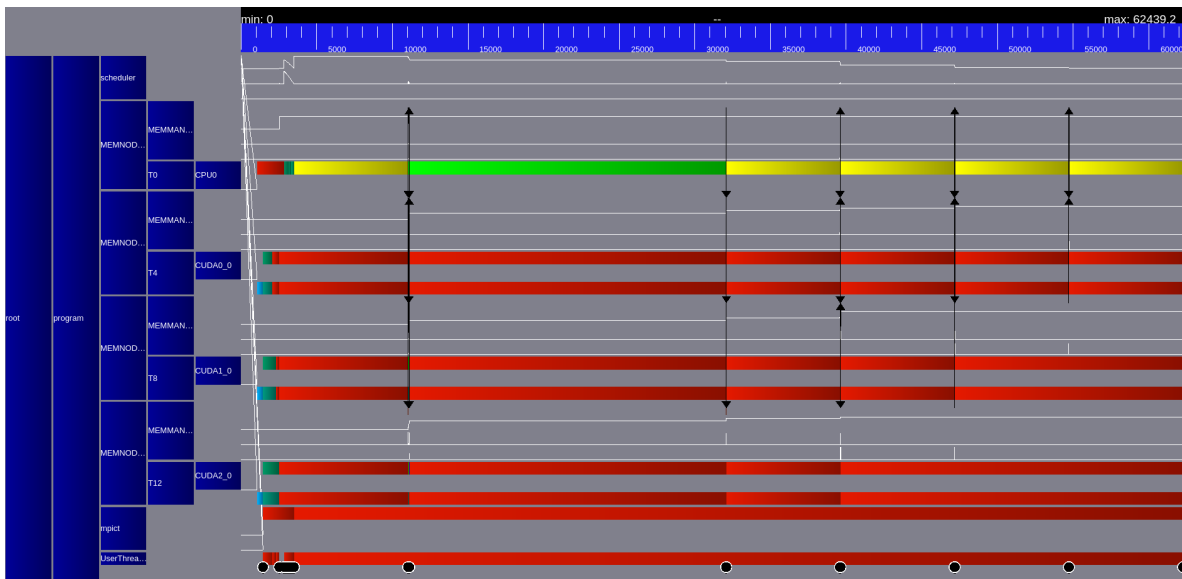 min: 0 -- max: 62439.2
0 5000 10000 15000 20000 25000 30000 35000 40000 45000 50000 55000 60000
scheduler
MEMMAN...
MEMNOD...
T0 CPU0
MEMMAN...
MEMNOD...
CUDA0_0
T4
root program
MEMMAN...
MEMNOD...
CUDA1_0
T8
MEMMAN...
MEMNOD...
CUDA2_0
T12
mpict
UserThrea...